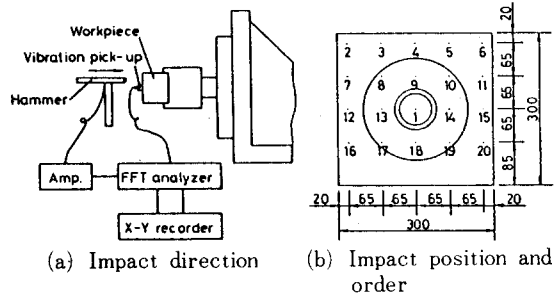 Workpiece
Vibration pick-up
Hammer
Amp.
FFT analyzer
X-Y recorder
(a) Impact direction
20
2 3 4 5 6
65
7 8 9 10 11
65
300
12 13 1 14 15
65
16 17 18 19 20
85
20 65 65 65 65 20
300
(b) Impact position and
order